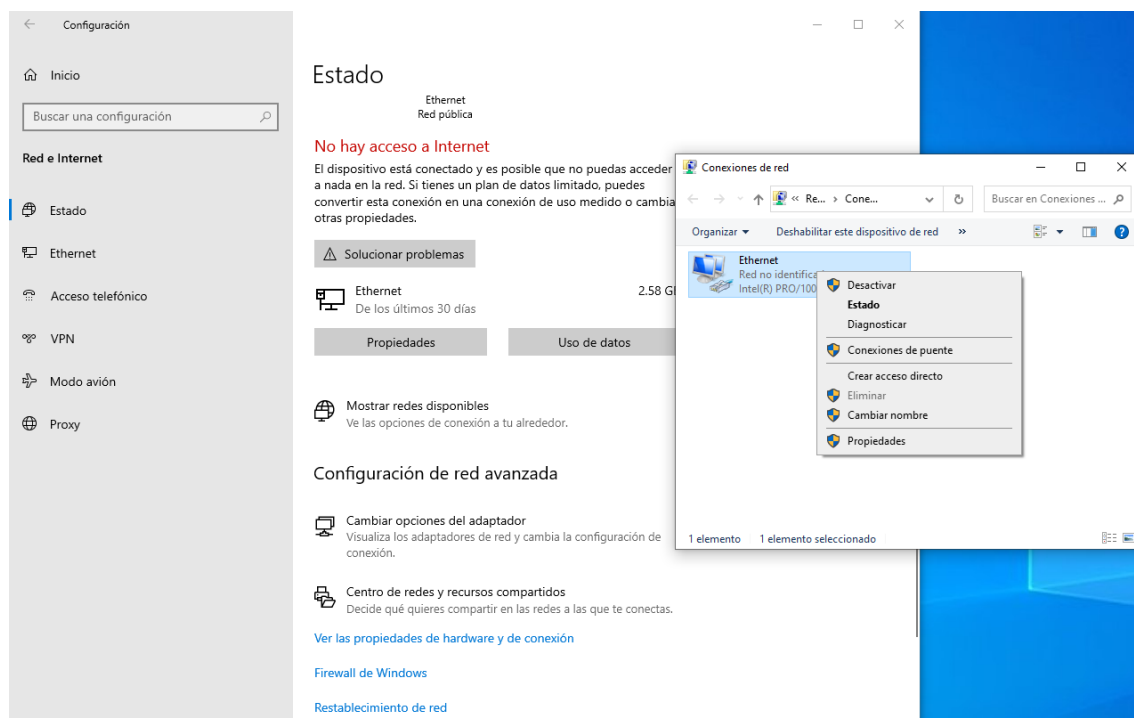 Configuración
Inicio
Buscar una configuración
Red e Internet
Estado
Ethernet
Acceso telefónico
VPN
Modo avión
Proxy
Estado
Ethernet
Red pública
No hay acceso a Internet
El dispositivo está conectado y es posible que no puedas acceder
a nada en la red. Si tienes un plan de datos limitado, puedes
convertir esta conexión en una conexión de uso medido o cambia
otras propiedades.
Solucionar problemas
Ethernet
De los últimos 30 días
2.58
Propiedades
Uso de datos
Mostrar redes disponibles
Ve las opciones de conexión a tu alrededor.
Configuración de red avanzada
Cambiar opciones del adaptador
Visualiza los adaptadores de red y cambia la configuración de
conexión.
Centro de redes y recursos compartidos
Decide qué quieres compartir en las redes a las que te conectas.
Ver las propiedades de hardware y de conexión
Firewall de Windows
Restablecimiento de red
Conexiones de red
« Re... › Cone...
Buscar en Conexiones ...
Organizar
Deshabilitar este dispositivo de red
»
Ethernet
Red no
Intel(R) PRO/100
Desactivar
Estado
Diagnosticar
Conexiones de puente
Crear acceso directo
Eliminar
Cambiar nombre
Propiedades
1 elemento
1 elemento seleccionado